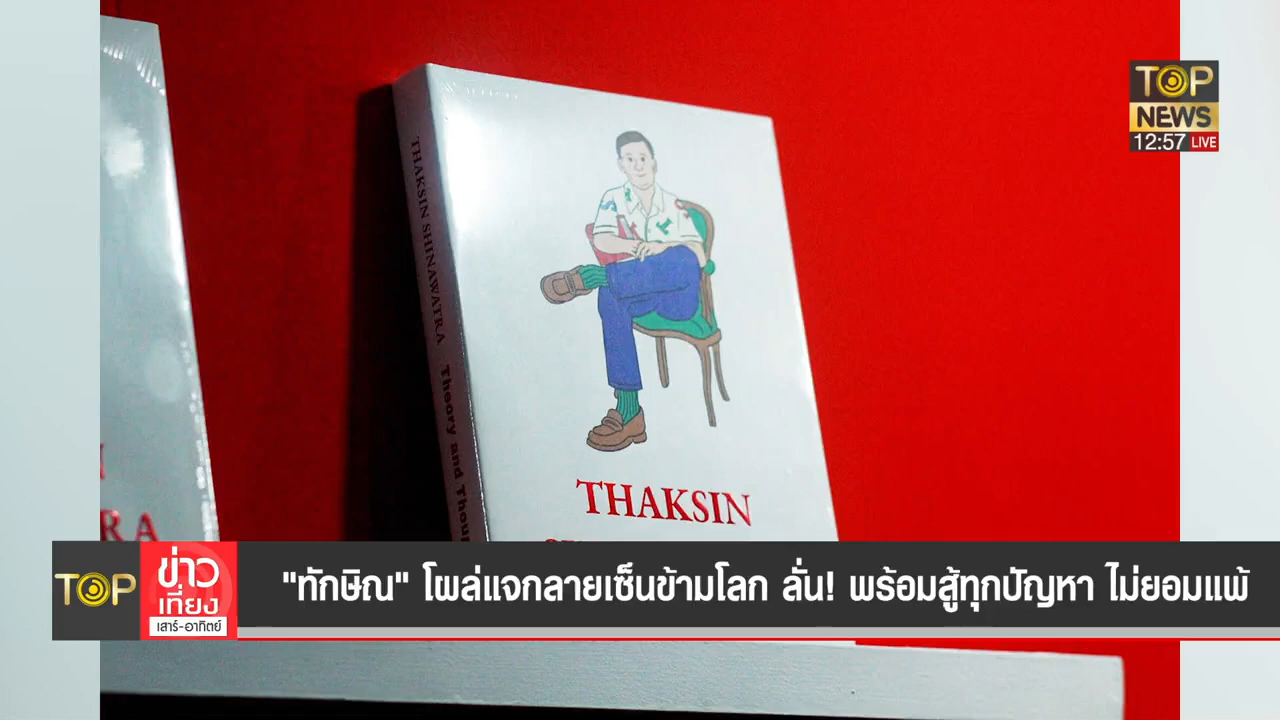 TOP
NEWS
12:57 LIVE
THAKSIN SHINAWATRA Theory and
THAKSIN
RA
TOP
ข่าว
เที่ยง
เสาร์-อาทิตย์
"ทักษิณ" โผล่แจกลายเซ็นข้ามโลก ลั่น! พร้อมสู้ทุกปัญหา ไม่ยอมแพ้